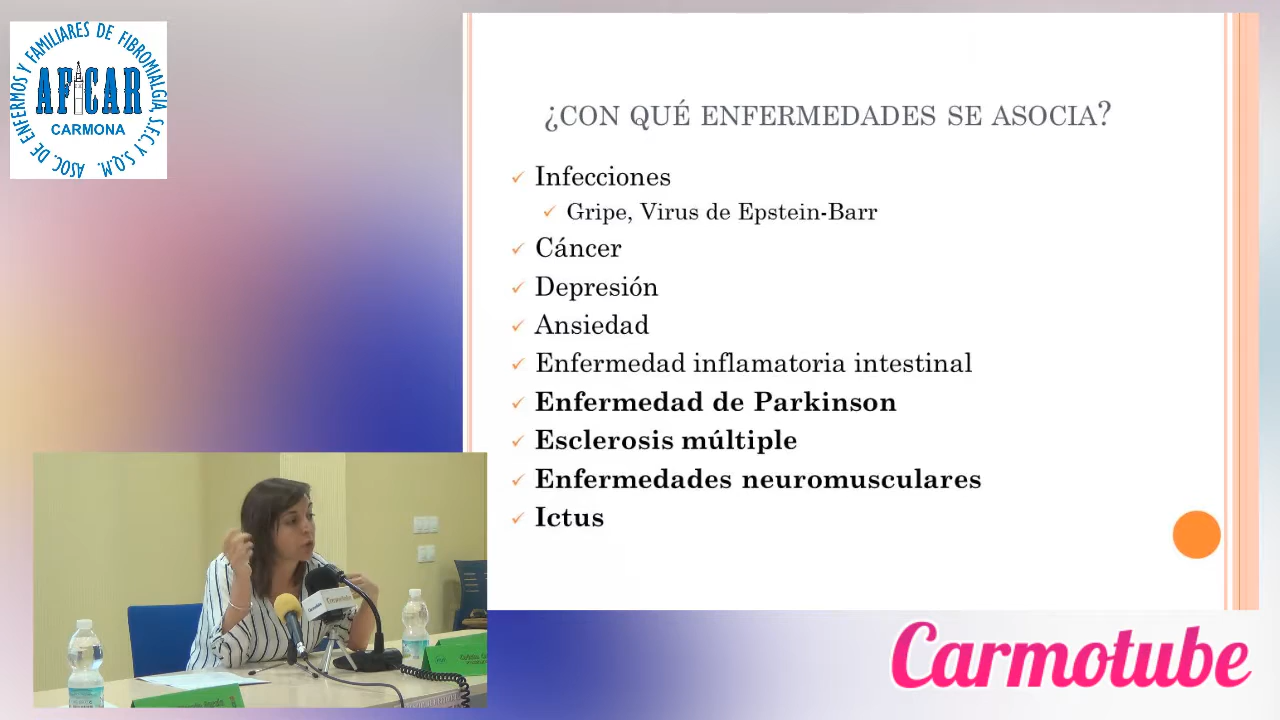 ASOC. DE ENFERMOS Y FAMILIARES DE FIBROMIALGIA, S.F.C. Y S.Q.M.
AFICAR
CARMONA
¿CON QUÉ ENFERMEDADES SE ASOCIA?
Infecciones
Gripe, Virus de Epstein-Barr
Cáncer
Depresión
Ansiedad
Enfermedad inflamatoria intestinal
Enfermedad de Parkinson
Esclerosis múltiple
Enfermedades neuromusculares
Ictus
Carmotube
Carmotube